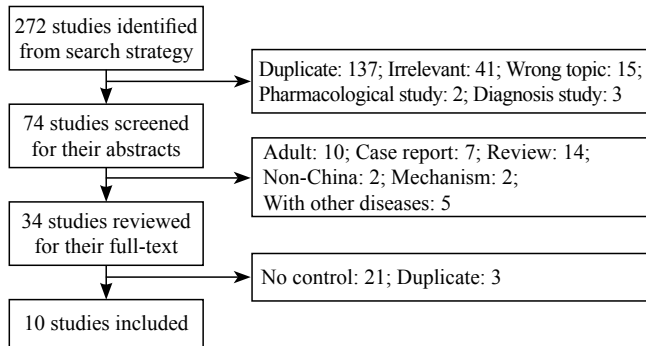 272 studies identified
from search strategy
Duplicate: 137; Irrelevant: 41; Wrong topic: 15;
Pharmacological study: 2; Diagnosis study: 3
74 studies screened
for their abstracts
Adult: 10; Case report: 7; Review: 14;
Non-China: 2; Mechanism: 2;
With other diseases: 5
34 studies reviewed
for their full-text
No control: 21; Duplicate: 3
10 studies included